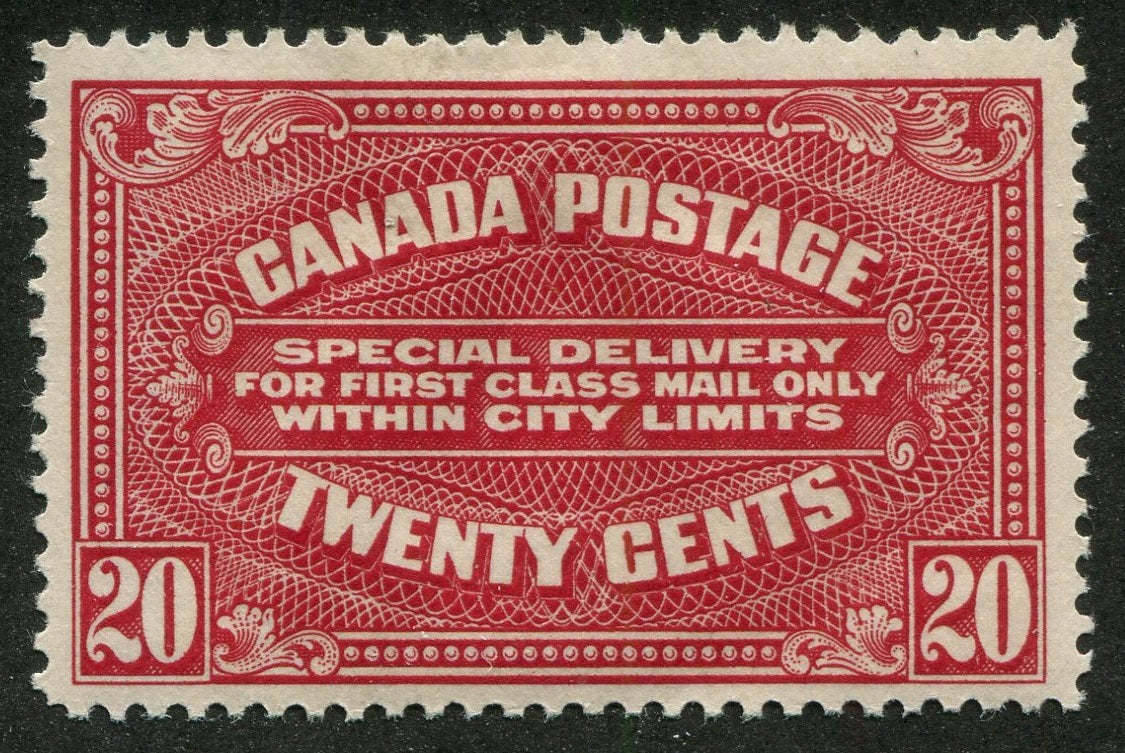 CANADA POSTAGE
SPECIAL DELIVERY
FOR FIRST CLASS MAIL ONLY
WITHIN CITY LIMITS
TWENTY CENTS
20 20